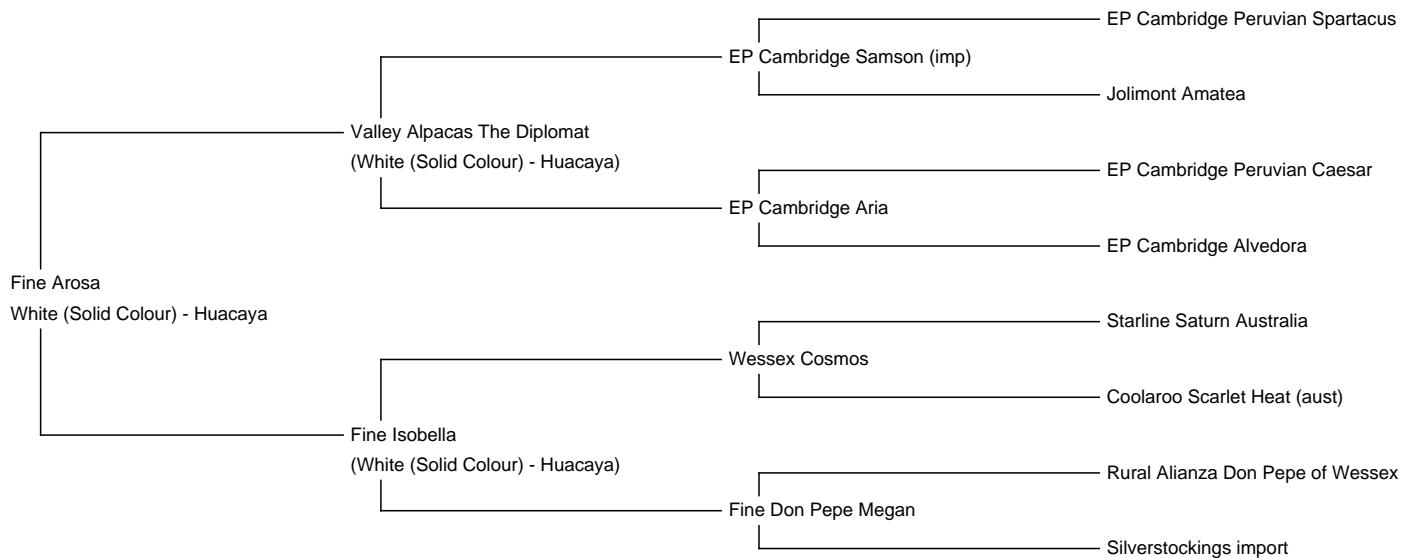 EP Cambridge Peruvian Spartacus
EP Cambridge Samson (imp)
Jolimont Amatea
Valley Alpacas The Diplomat
(White (Solid Colour) - Huacaya)
EP Cambridge Peruvian Caesar
EP Cambridge Aria
EP Cambridge Alvedora
Fine Arosa
White (Solid Colour) - Huacaya
Starline Saturn Australia
Wessex Cosmos
Coolaroo Scarlet Heat (aust)
Fine Isobella
(White (Solid Colour) - Huacaya)
Rural Alianza Don Pepe of Wessex
Fine Don Pepe Megan
Silverstockings import